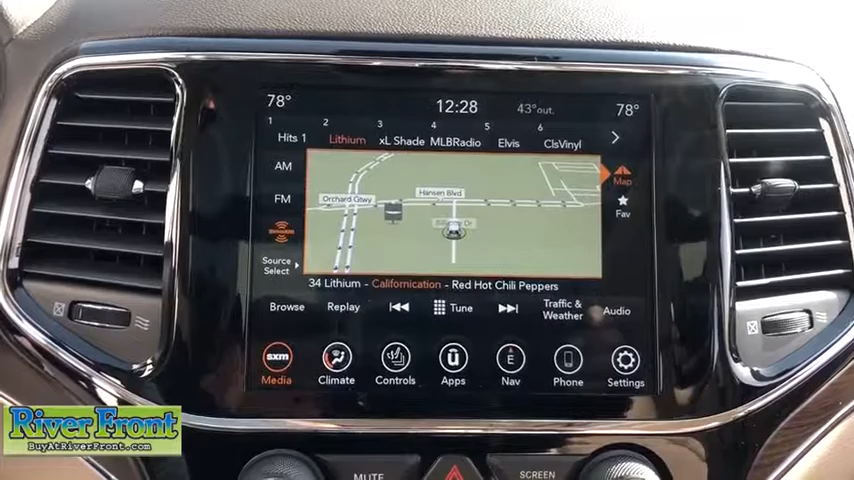 78° 12:28 43°out. 78°
1 2 3 4 5 6
Hits 1 Lithium xL Shade MLBRadio Elvis ClsVinyl
AM
FM
SiriusXM
Source
Select
Orchard Gtwy
Hansen Blvd
Map
Fav
34 Lithium - Californication - Red Hot Chili Peppers
Browse Replay Tune Traffic &
Weather Audio
sxm E
Media Climate Controls Apps Nav Phone Settings
MUTE SCREEN
River Front
BuyAtRiverFront.com